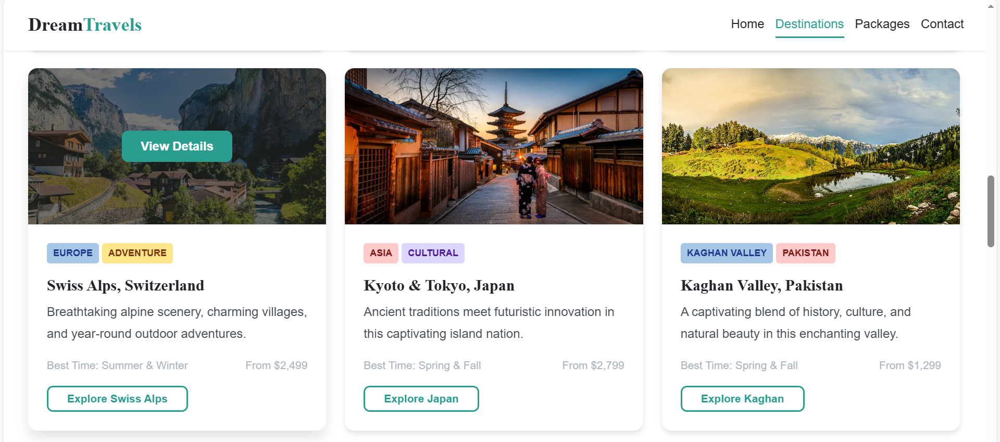 DreamTravels
Home Destinations Packages Contact
View Details
EUROPE ADVENTURE
Swiss Alps, Switzerland
Breathtaking alpine scenery, charming villages,
and year-round outdoor adventures.
Best Time: Summer & Winter From $2,499
Explore Swiss Alps
ASIA CULTURAL
Kyoto & Tokyo, Japan
Ancient traditions meet futuristic innovation in
this captivating island nation.
Best Time: Spring & Fall From $2,799
Explore Japan
KAGHAN VALLEY PAKISTAN
Kaghan Valley, Pakistan
A captivating blend of history, culture, and
natural beauty in this enchanting valley.
Best Time: Spring & Fall From $1,299
Explore Kaghan